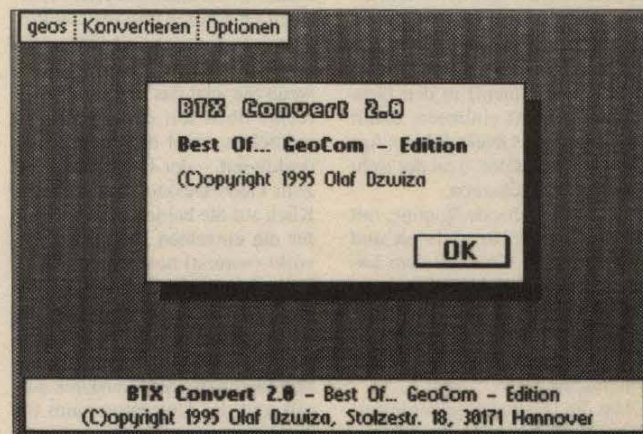 geos Konvertieren Optionen
BTX Convert 2.0
Best Of... GeoCom - Edition
(C)opyright 1995 Olaf Dzwiza
OK
BTX Convert 2.0 - Best Of... GeoCom - Edition
(C)opyright 1995 Olaf Dzwiza, Stolzestr. 18, 30171 Hannover